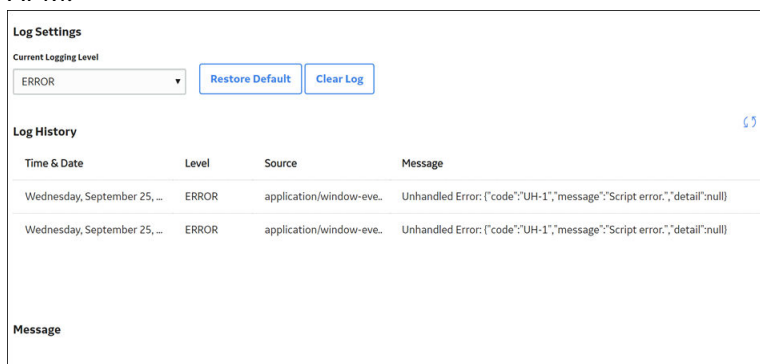 Log Settings
Current Logging Level
ERROR
Restore Default
Clear Log
Log History
Time & Date Level Source Message
Wednesday, September 25, ... ERROR application/window-eve.. Unhandled Error: {"code":"UH-1","message":"Script error.","detail":null}
Wednesday, September 25, ... ERROR application/window-eve.. Unhandled Error: {"code":"UH-1","message":"Script error.","detail":null}
Message